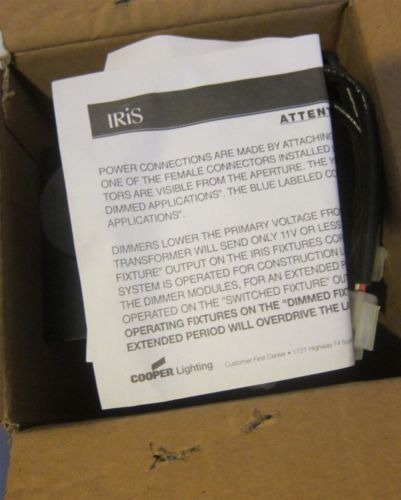 IRiS
ATTENT
POWER CONNECTIONS ARE MADE BY ATTACHING
ONE OF THE FEMALE CONNECTORS INSTALLED
TORS ARE VISIBLE FROM THE APERTURE. THE Y
DIMMED APPLICATIONS". THE BLUE LABELED CO
APPLICATIONS".
DIMMERS LOWER THE PRIMARY VOLTAGE FRO
TRANSFORMER WILL SEND ONLY 11V OR LESS
FIXTURE" OUTPUT ON THE IRIS FIXTURES COR
SYSTEM IS OPERATED FOR CONSTRUCTION L
THE DIMMER MODULES, FOR AN EXTENDED P
OPERATED ON THE "SWITCHED FIXTURE" OUT
OPERATING FIXTURES ON THE "DIMMED FIX
EXTENDED PERIOD WILL OVERDRIVE THE LA
COOPER Lighting
Customer First Center • 1121 Highway 74 Sout